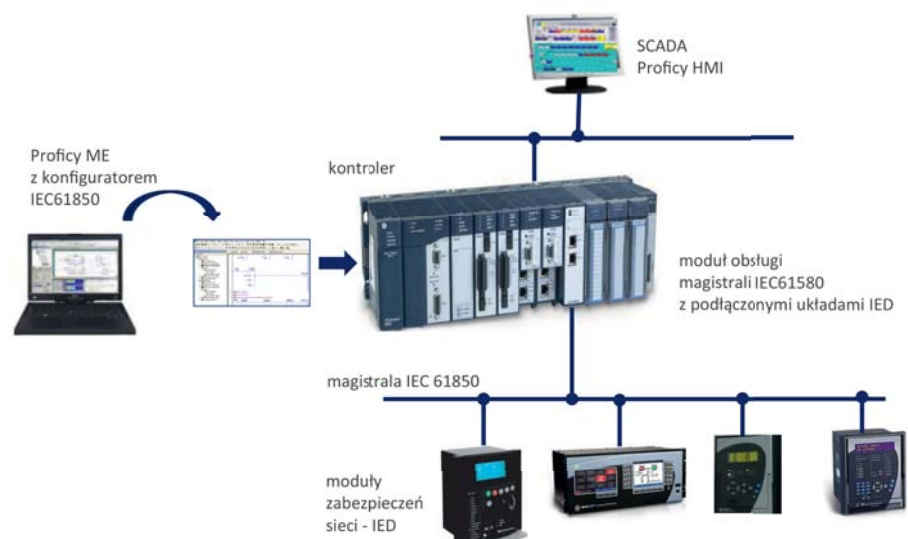 SCADA
Proficy HMI
Proficy ME
z konfiguratorem
IEC61850
kontroler
moduł obsługi
magistrali IEC61580
z podłączonymi układami IED
magistrala IEC 61850
moduły
zabezpieczeń
sieci - IED